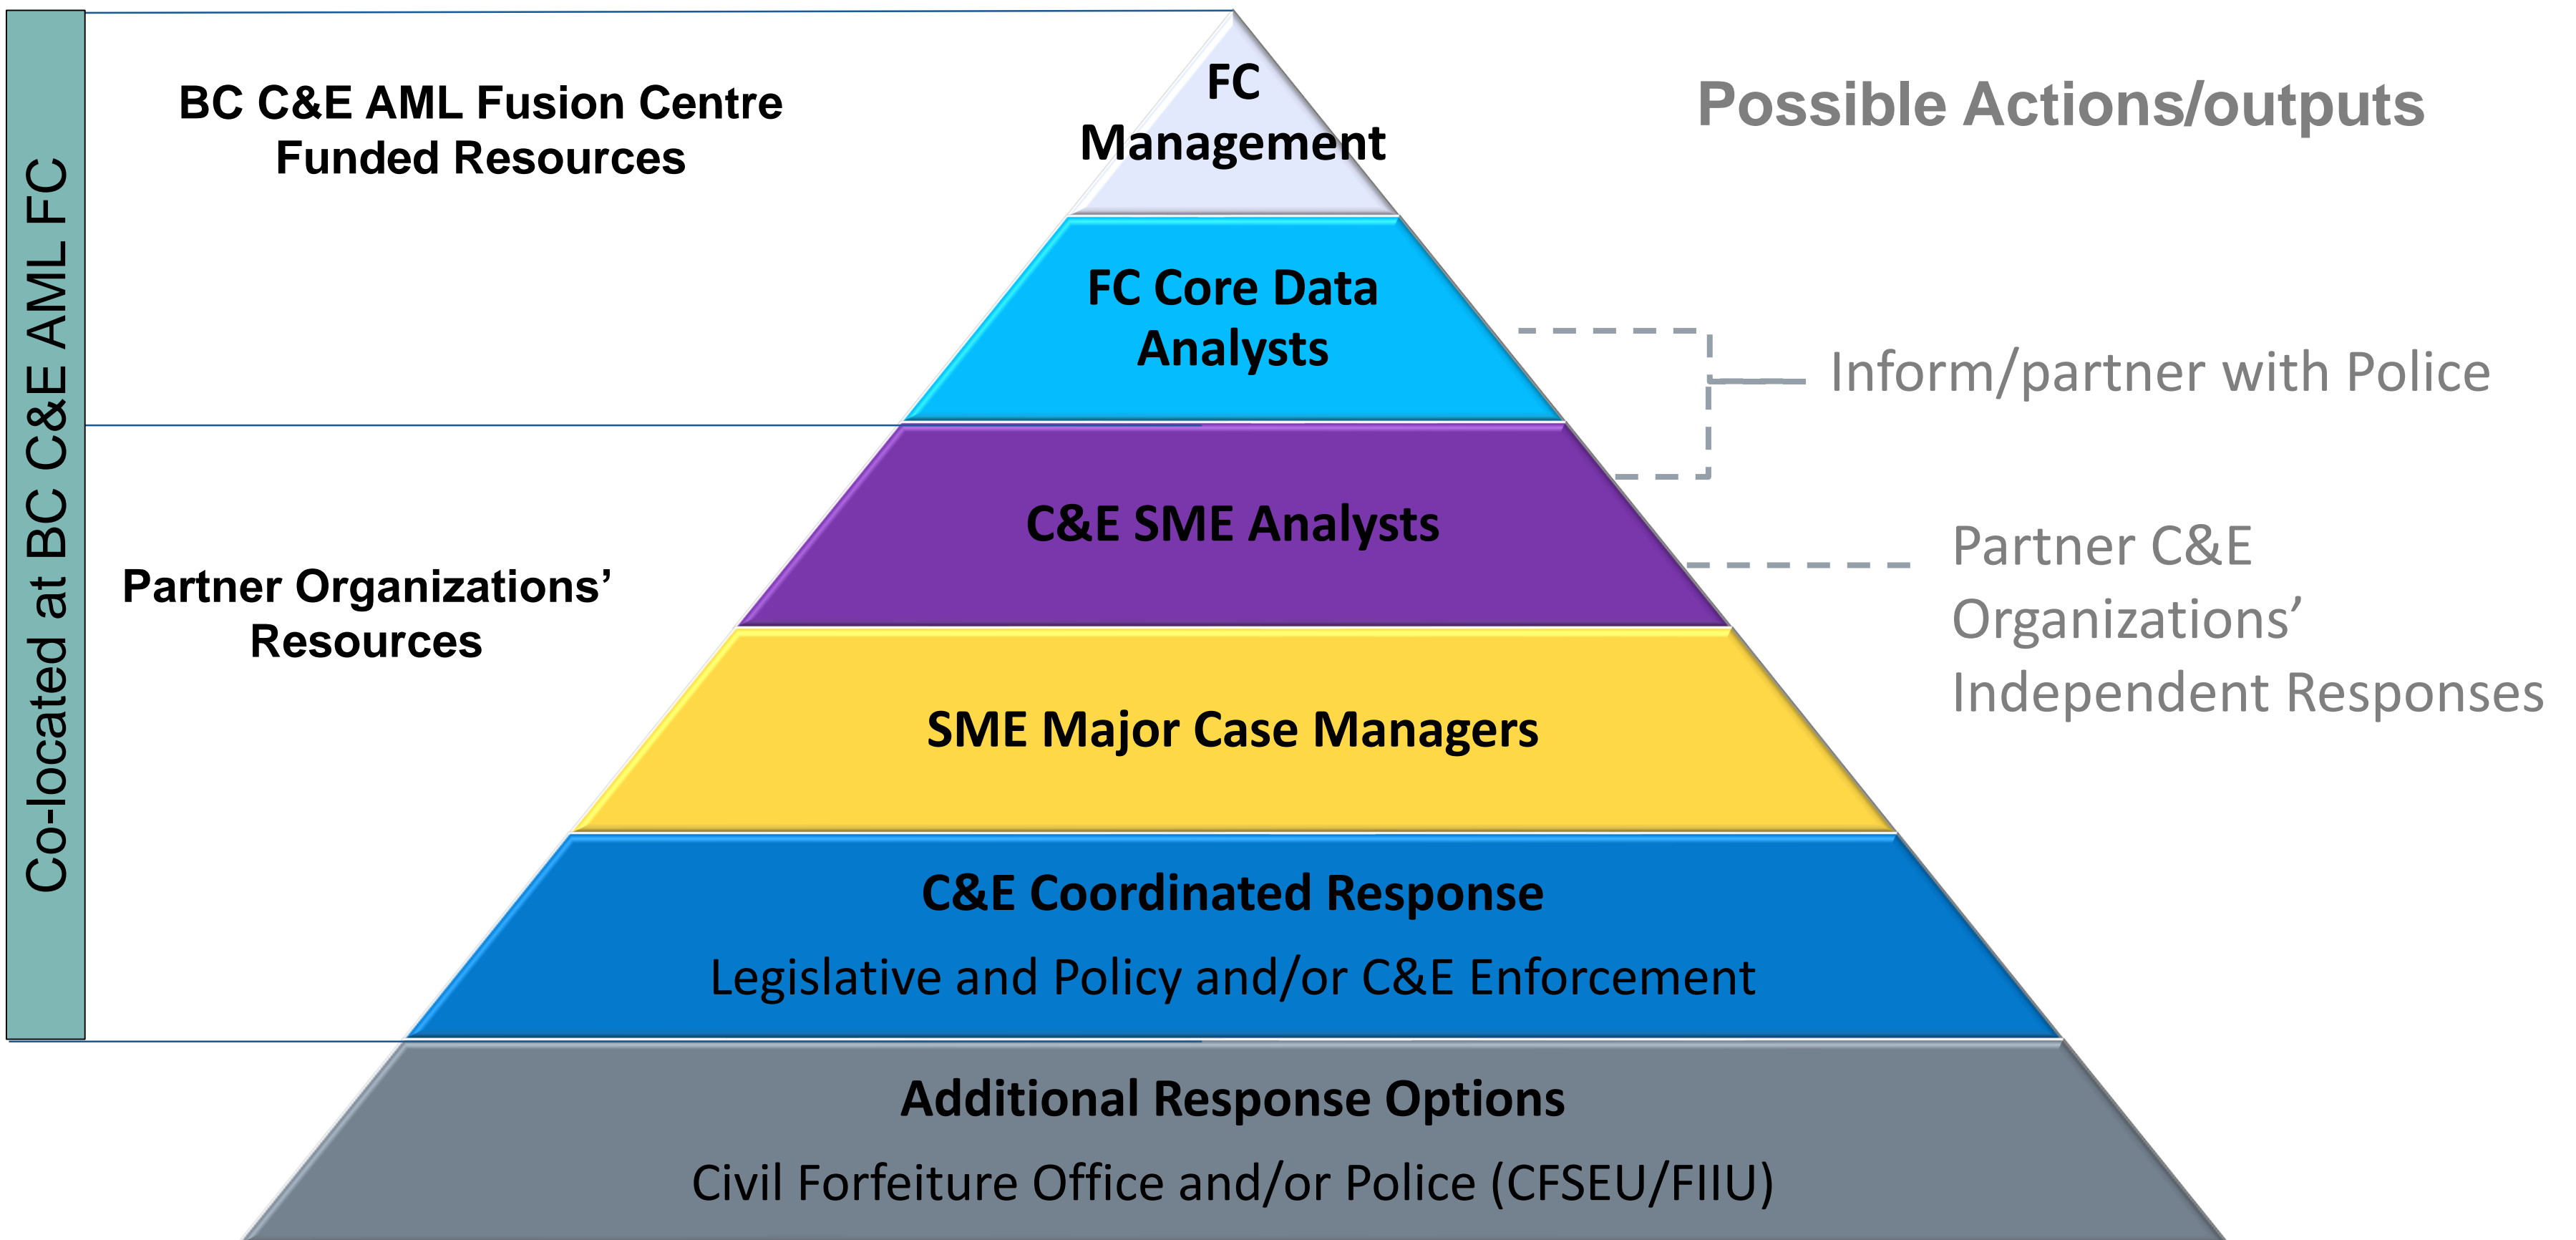 Co-located at BC C&E AML FC
BC C&E AML Fusion Centre
Funded Resources
Partner Organizations’
Resources
FC
Management
FC Core Data
Analysts
C&E SME Analysts
SME Major Case Managers
C&E Coordinated Response
Legislative and Policy and/or C&E Enforcement
Additional Response Options
Civil Forfeiture Office and/or Police (CFSEU/FIIU)
Possible Actions/outputs
Inform/partner with Police
Partner C&E
Organizations’
Independent Responses